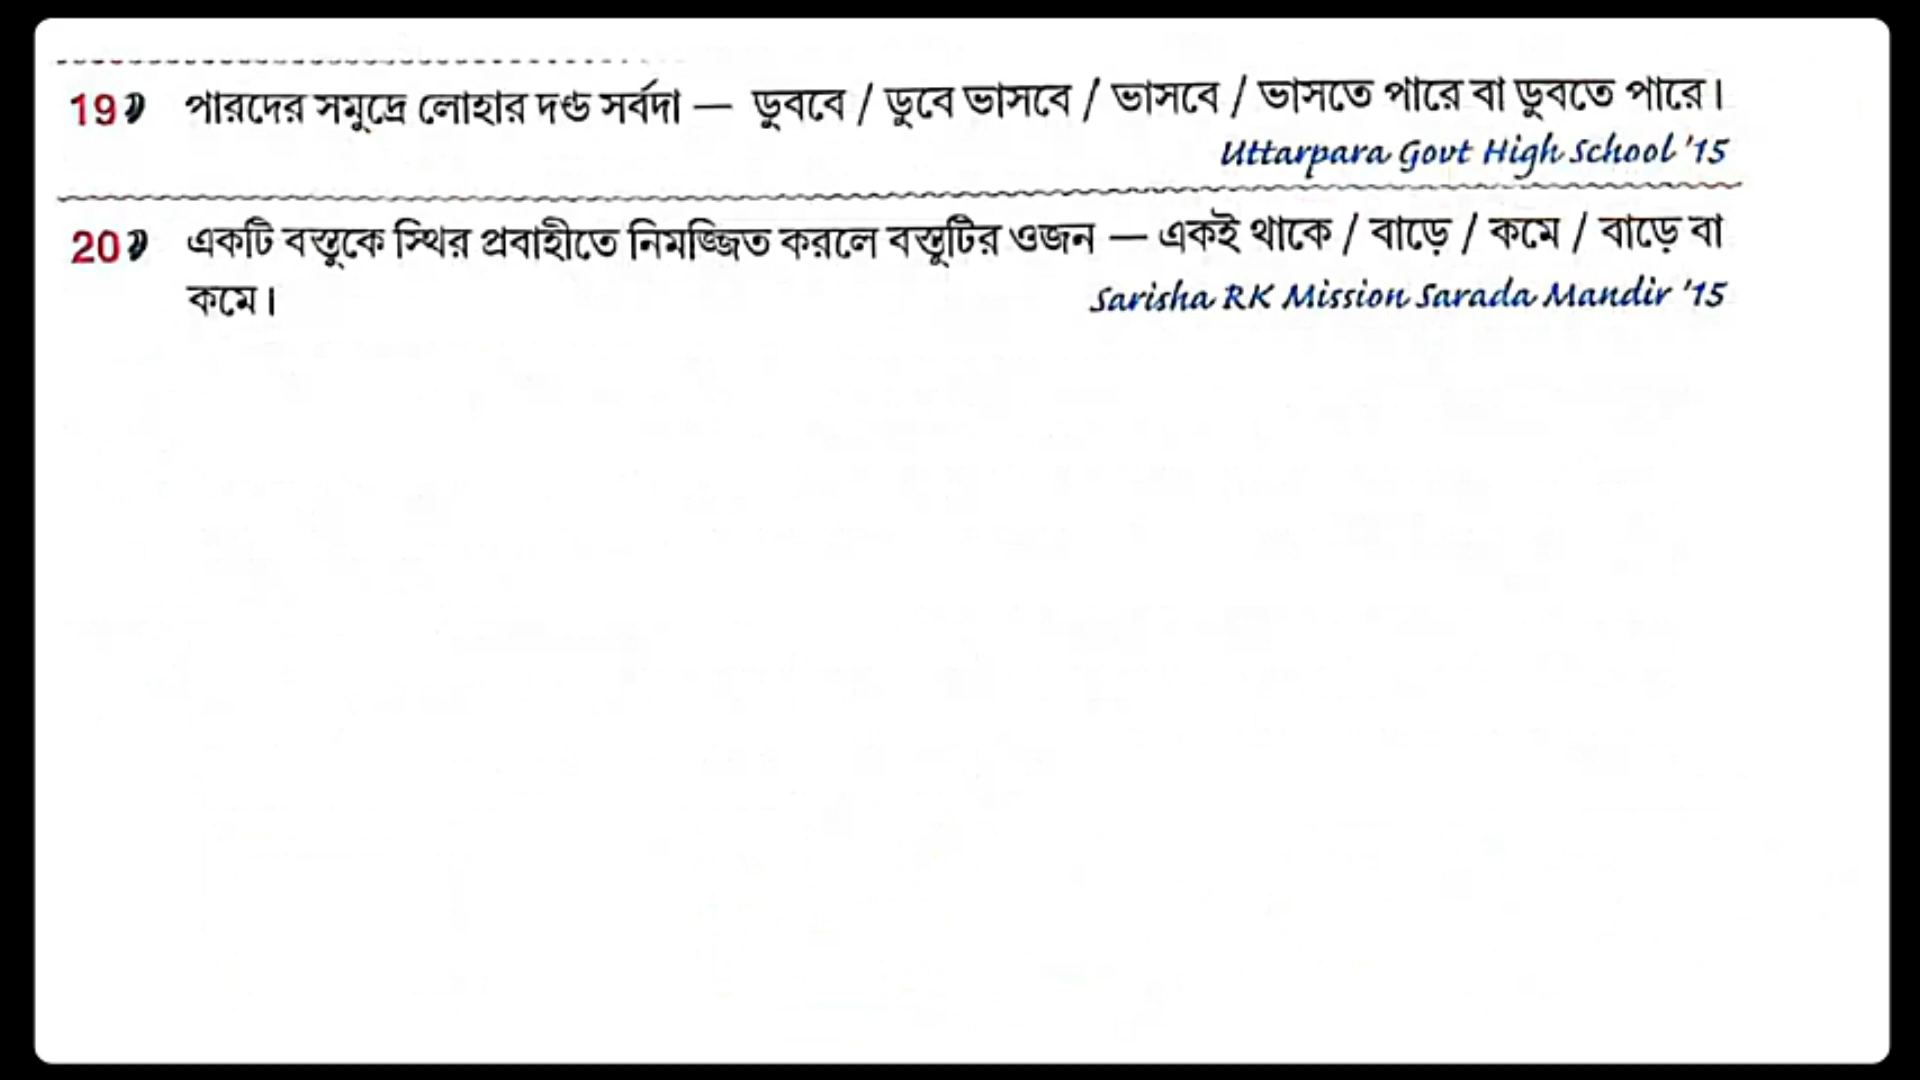 19 পারদের সমুদ্রে লোহার দণ্ড সর্বদা — ডুববে / ডুবে ভাসবে / ভাসবে / ভাসতে পারে বা ডুবতে পারে।
Uttarpara Govt High School '15
20 একটি বস্তুকে স্থির প্রবাহীতে নিমজ্জিত করলে বস্তুটির ওজন — একই থাকে / বাড়ে / কমে / বাড়ে বা
কমে।
Sarisha RK Mission Sarada Mandir '15